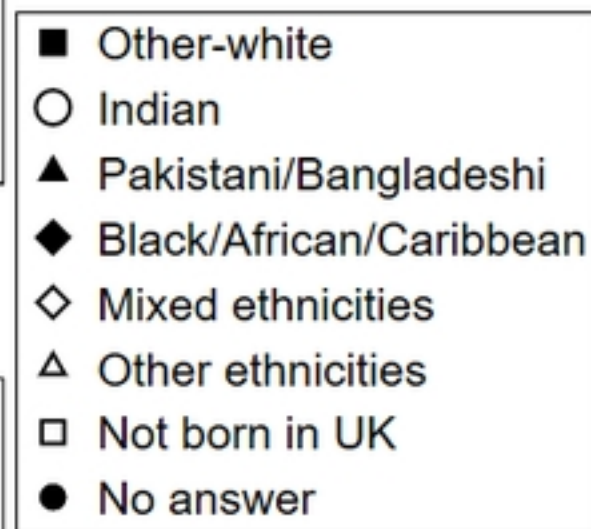 Other-white
Indian
Pakistani/Bangladeshi
Black/African/Caribbean
Mixed ethnicities
Other ethnicities
Not born in UK
No answer